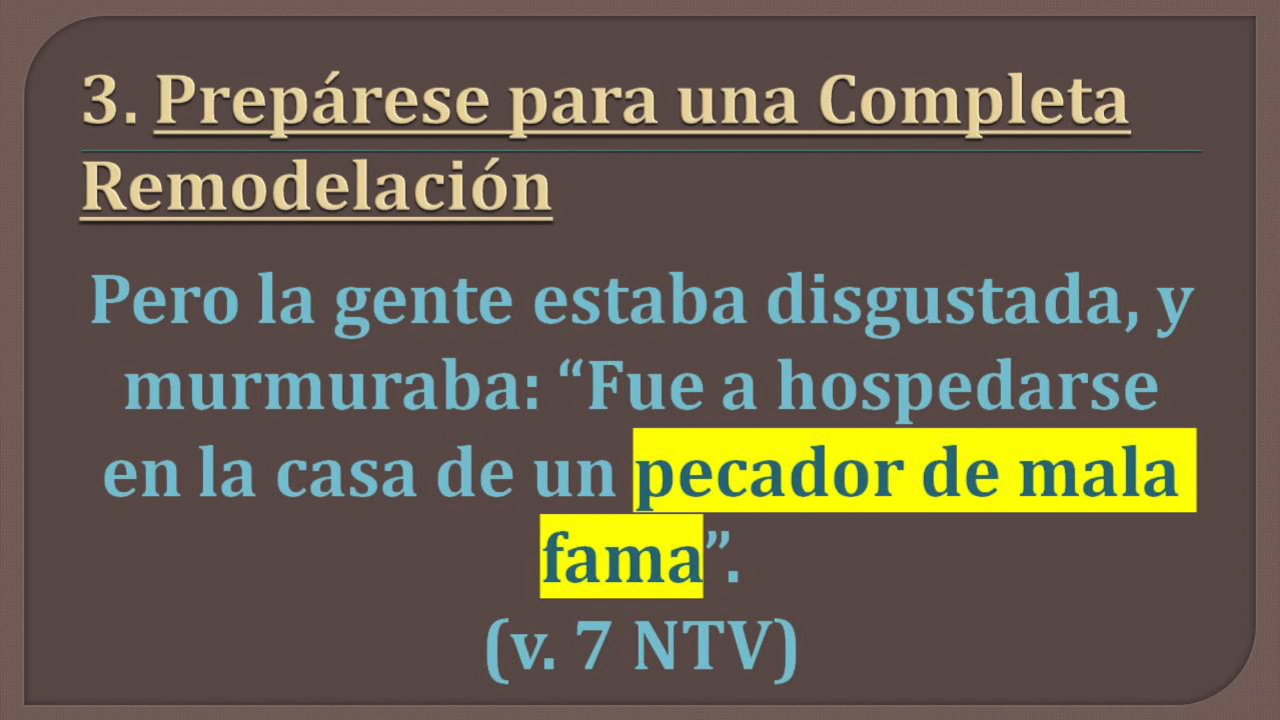 3. Prepárese para una Completa
Remodelación
Pero la gente estaba disgustada, y
murmuraba: “Fue a hospedarse
en la casa de un pecador de mala
fama”.
(v. 7 NTV)